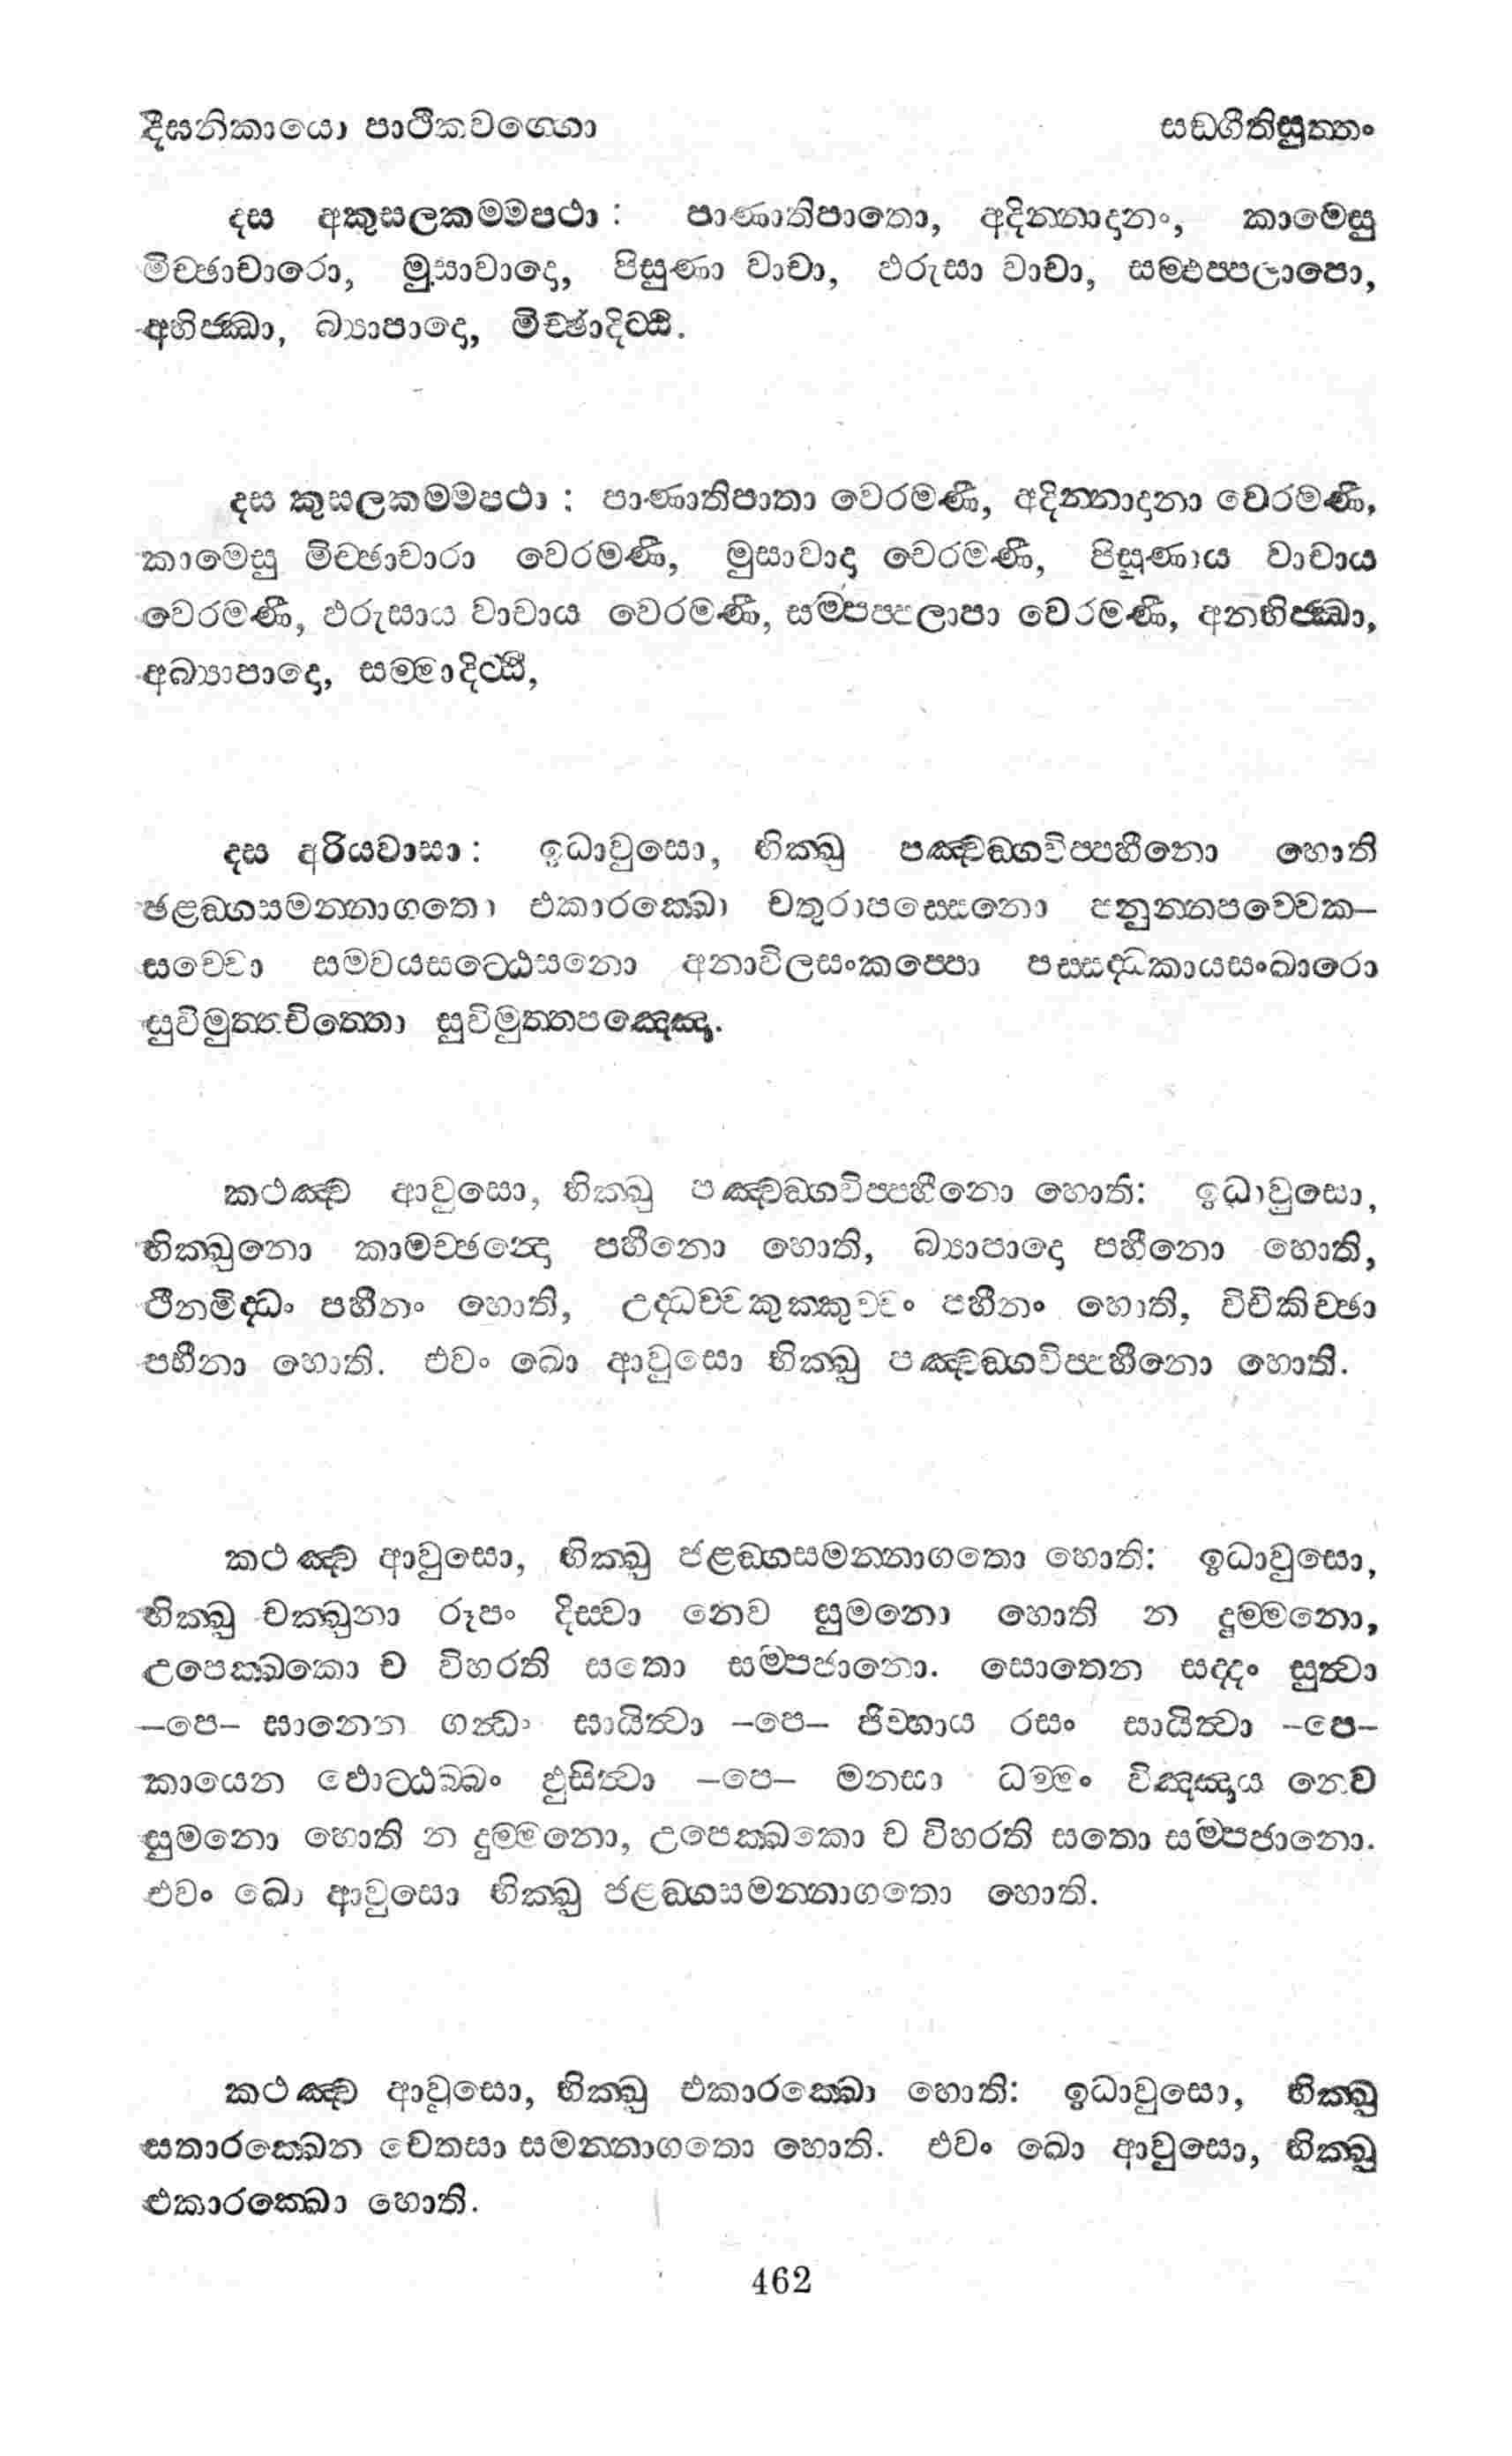 දීඝනිකායො පාථිකවග්ගො
සඞ්ගීතිසුත්තං
දස අකුසලකම්මපථා : පාණාතිපාතො, අදින්නාදානං, කාමෙසු
මිච්ඡාචාරො, මුසාවාදො, පිසුණා වාචා, ඵරුසා වාචා, සම්ඵප්පලාපො,
අභිජ්ඣා, බ්‍යාපාදො, මිච්ඡාදිට්ඨි.
දස කුසලකම්මපථා : පාණාතිපාතා වෙරමණී, අදින්නාදානා වෙරමණී,
කාමෙසු මිච්ඡාචාරා වෙරමණී, මුසාවාදා වෙරමණී, පිසුණාය වාචාය
වෙරමණී, ඵරුසාය වාචාය වෙරමණී, සම්පප්පලාපා වෙරමණී, අනභිජ්ඣා,
අබ්‍යාපාදො, සම්මාදිට්ඨි,
දස අරියවාසා : ඉධාවුසො, භික්ඛු පඤ්චඞ්ගවිප්පහීනො හොති
ඡළඞ්ගසමන්නාගතො එකාරක්ඛො චතුරාපස්සෙනො පනුන්නපච්චෙක–
සච්චො සමවයසට්ඨෙසනො අනාවිලසංකප්පො පස්සද්ධකායසංඛාරො
සුවිමුත්තචිත්තො සුවිමුත්තපඤ්ඤො.
කථඤ්ච ආවුසො, භික්ඛු පඤ්චඞ්ගවිප්පහීනො හොති: ඉධාවුසො,
භික්ඛුනො කාමච්ඡන්දො පහීනො හොති, බ්‍යාපාදො පහීනො හොති,
ථීනමිද්ධං පහීනං හොති, උද්ධච්චකුක්කුච්චං පහීනං හොති, විචිකිච්ඡා
පහීනා හොති. එවං ඛො ආවුසො භික්ඛු පඤ්චඞ්ගවිප්පහීනො හොති.
කථඤ්ච ආවුසො, භික්ඛු ඡළඞ්ගසමන්නාගතො හොති: ඉධාවුසො,
භික්ඛු චක්ඛුනා රූපං දිස්වා නෙව සුමනො හොති න දුම්මනො,
උපෙක්ඛකො ච විහරති සතො සම්පජානො. සොතෙන සද්දං සුත්වා
–පෙ– ඝානෙන ගන්ධං ඝායිත්වා –පෙ– ජිව්හාය රසං සායිත්වා –පෙ–
කායෙන ඵොට්ඨබ්බං ඵුසිත්වා –පෙ– මනසා ධම්මං විඤ්ඤාය නෙව
සුමනො හොති න දුම්මනො, උපෙක්ඛකො ච විහරති සතො සම්පජානො.
එවං ඛො ආවුසො භික්ඛු ඡළඞ්ගසමන්නාගතො හොති.
කථඤ්ච ආවුසො, භික්ඛු එකාරක්ඛො හොති: ඉධාවුසො, භික්ඛු
සතාරක්ඛෙන චෙතසා සමන්නාගතො හොති. එවං ඛො ආවුසො, භික්ඛු
එකාරක්ඛො හොති.
462